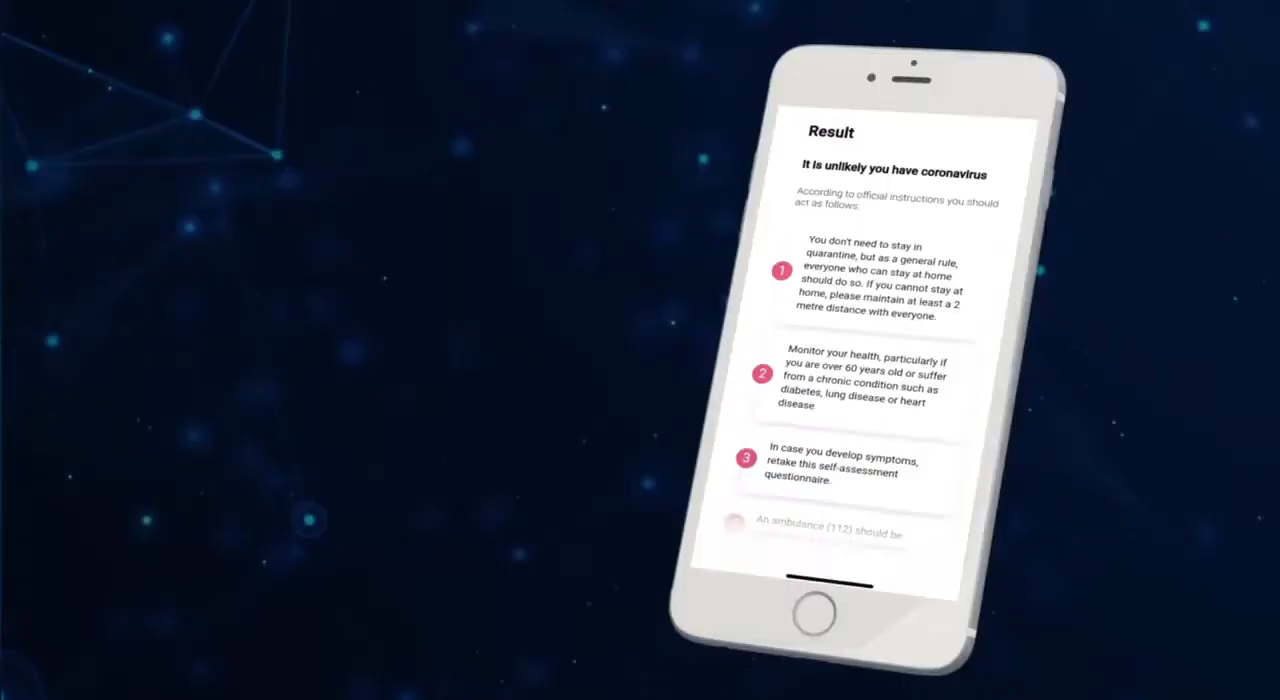 Result
It is unlikely you have coronavirus
According to official instructions you should
act as follows:
You don't need to stay in
quarantine, but as a general rule,
everyone who can stay at home
1
should do so. If you cannot stay at
home, please maintain at least a 2
metre distance with everyone.
Monitor your health, particularly if
you are over 60 years old or suffer
2
from a chronic condition such as
diabetes, lung disease or heart
disease.
In case you develop symptoms,
3
retake this self-assessment
questionnaire.
An ambulance (112) should be